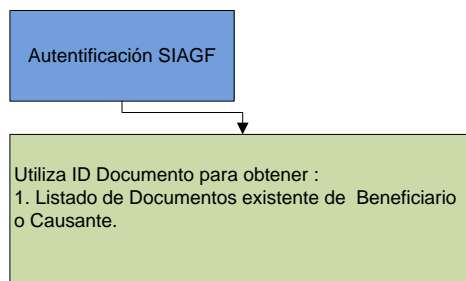 Autentificación SIAGF
Utiliza ID Documento para obtener :
1. Listado de Documentos existente de Beneficiario
o Causante.